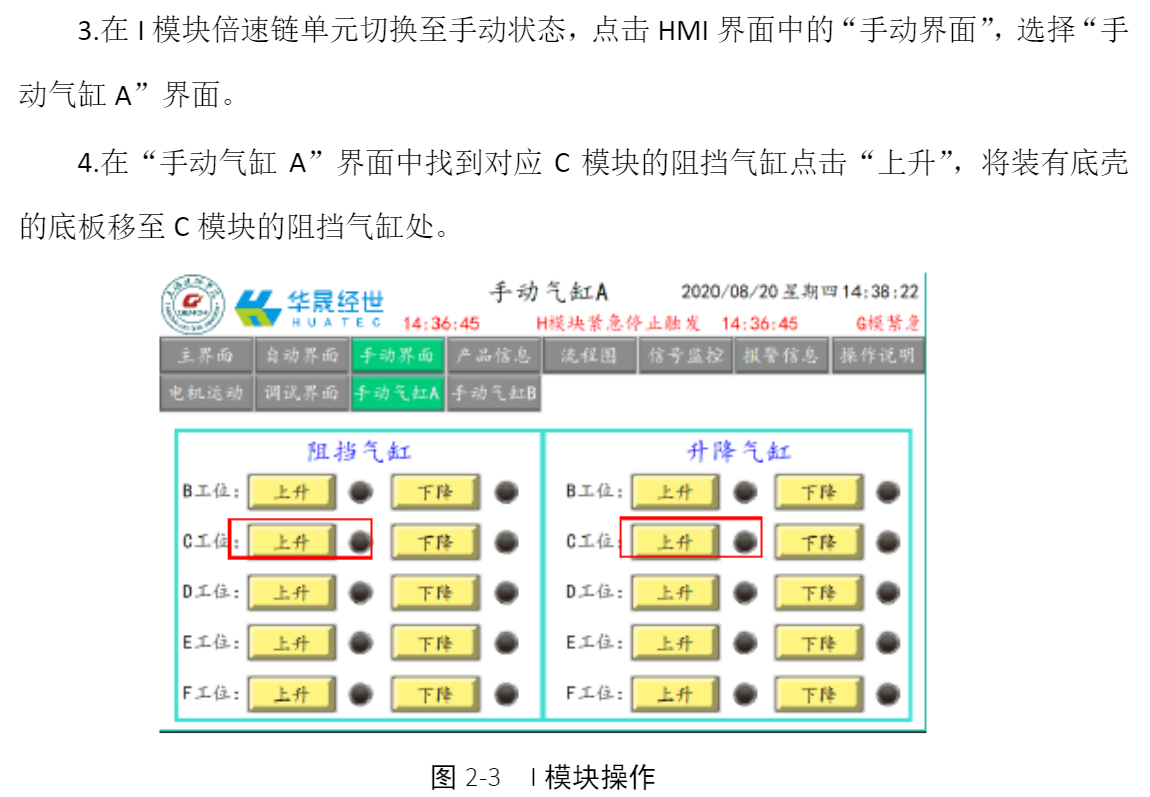 3.在 I 模块倍速链单元切换至手动状态，点击 HMI 界面中的“手动界面”，选择“手
动气缸 A”界面。
4.在“手动气缸 A”界面中找到对应 C 模块的阻挡气缸点击“上升”，将装有底壳
的底板移至 C 模块的阻挡气缸处。
华晟经世 手动气缸A 2020/08/20 星期四 14:38:22
HUATEC 14:36:45 H模块紧急停止触发 14:36:45 G模紧急
主界面 自动界面 手动界面 产品信息 流程图 信号监控 报警信息 操作说明
电机运动 调试界面 手动气缸A 手动气缸B
阻挡气缸 升降气缸
B工位: 上升 下降 B工位: 上升 下降
C工位: 上升 下降 C工位: 上升 下降
D工位: 上升 下降 D工位: 上升 下降
E工位: 上升 下降 E工位: 上升 下降
F工位: 上升 下降 F工位: 上升 下降
图 2-3 I 模块操作